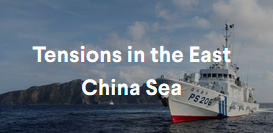 Tensions in the East
China Sea
PS 206